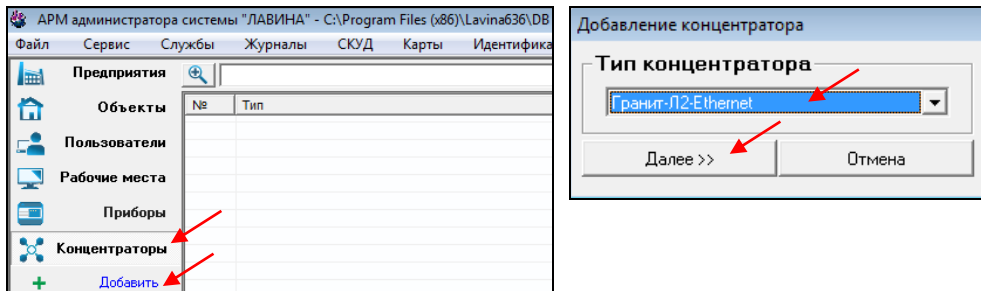 АРМ администратора системы "ЛАВИНА" - C:\Program Files (x86)\Lavina636\DB
Файл Сервис Службы Журналы СКУД Карты Идентифика
Предприятия
Объекты
Пользователи
Рабочие места
Приборы
Концентраторы
Добавить
№ Тип
Добавление концентратора
Тип концентратора
Гранит-Л2-Ethernet
Далее >> Отмена